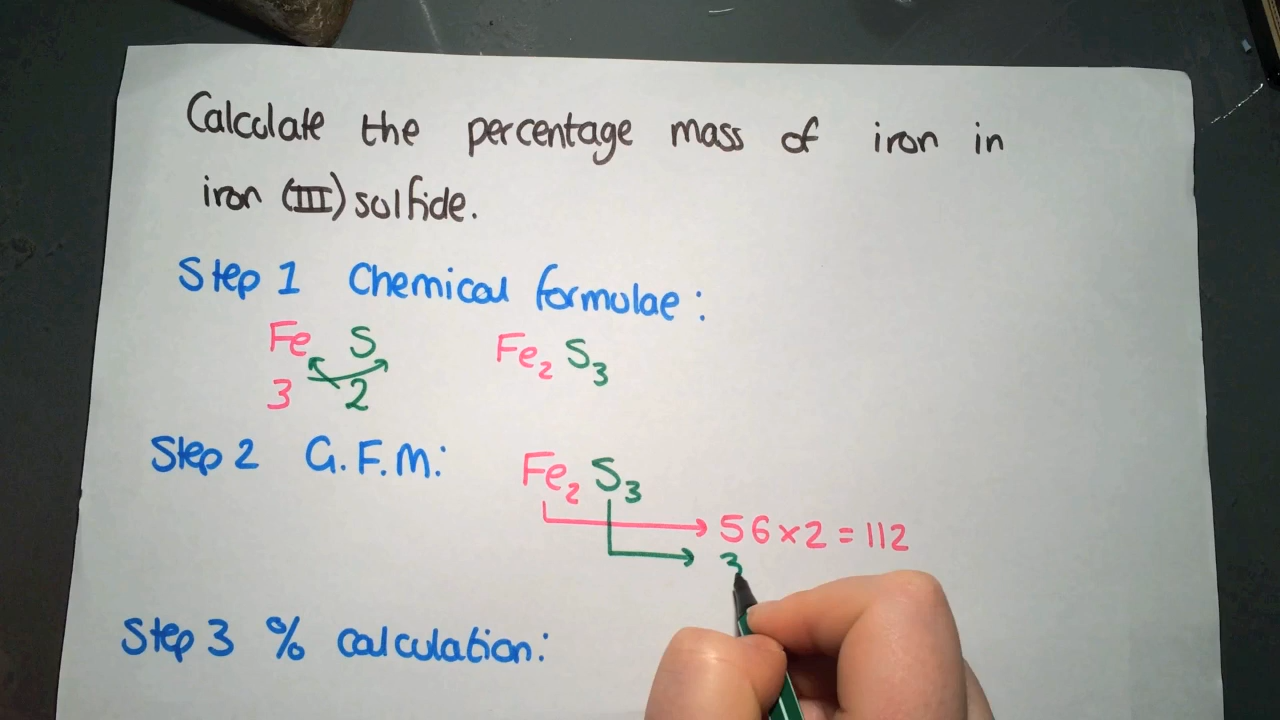 Calculate the percentage mass of iron in
iron (III) sulfide.
Step 1 Chemical formulae:
Fe S Fe₂ S₃
3 2
Step 2 G.F.M: Fe₂ S₃
56 x 2 = 112
3
Step 3 % calculation: